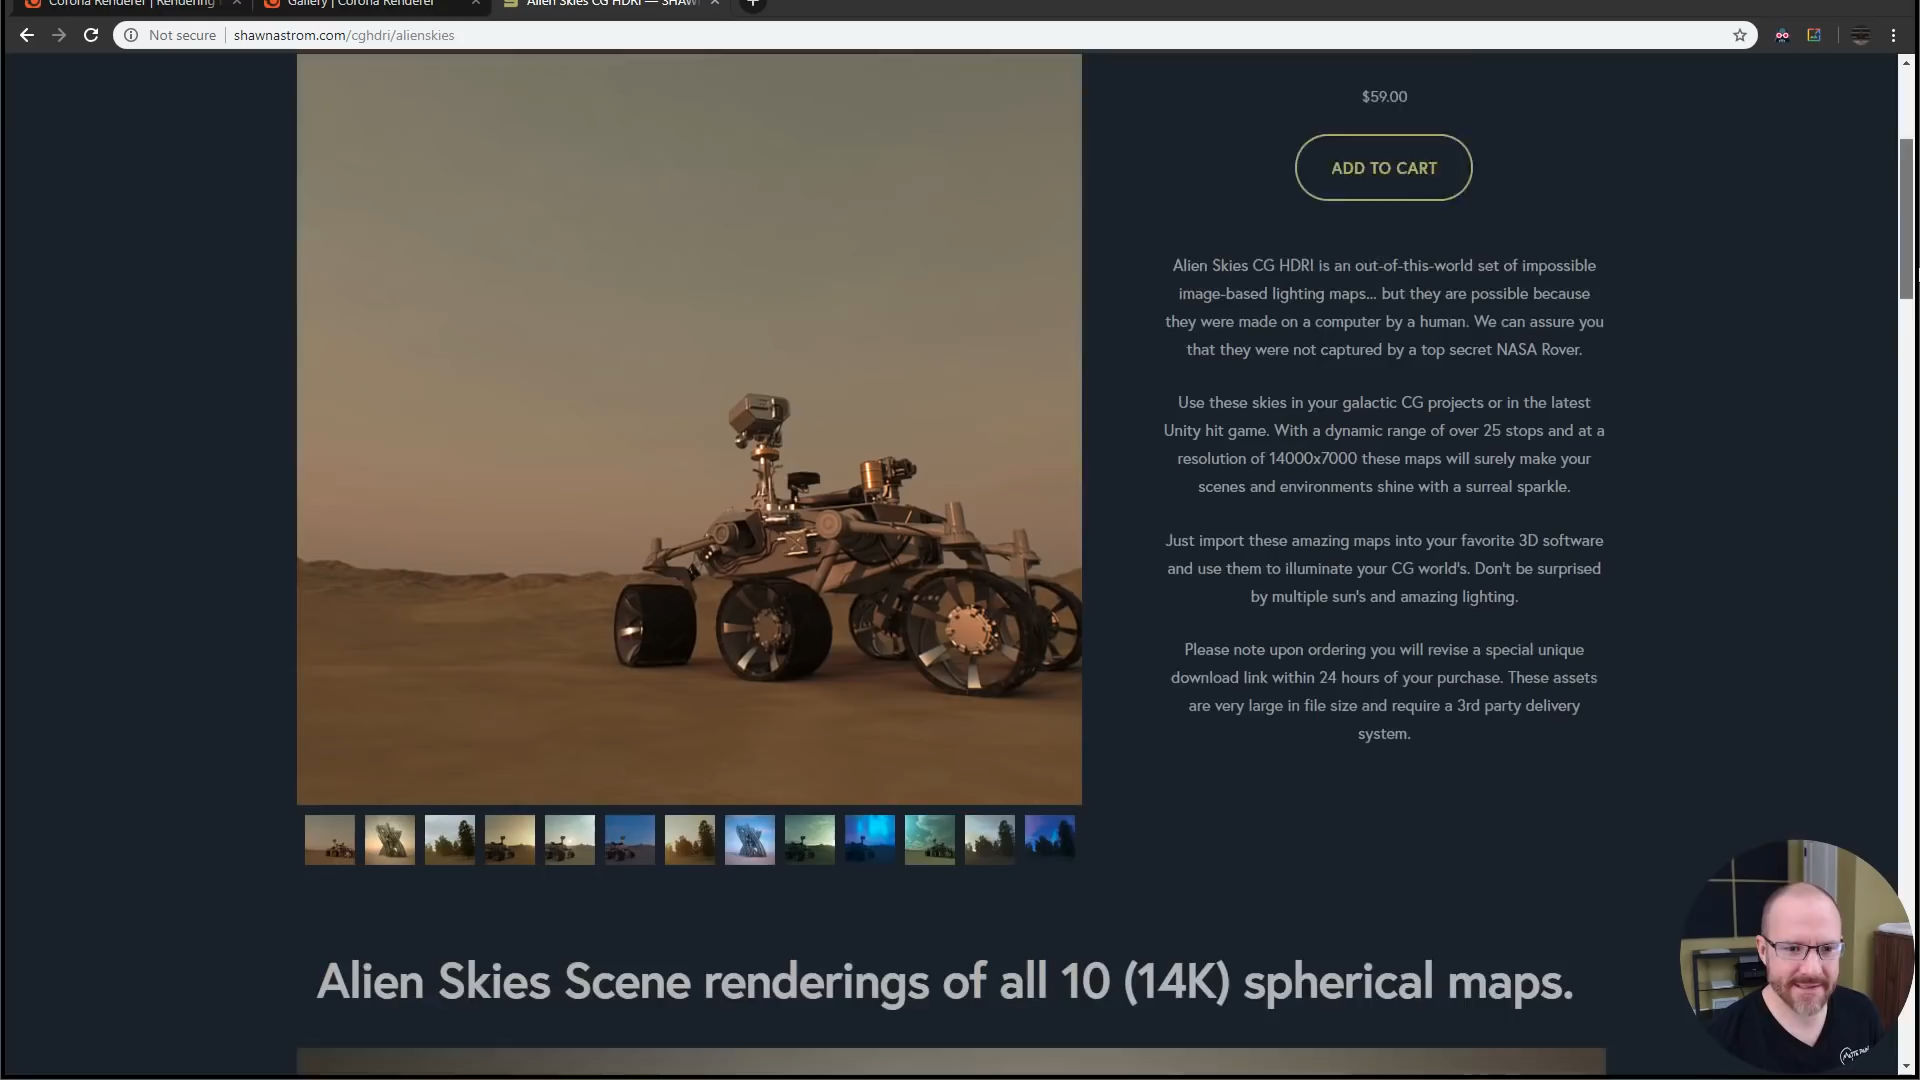 Corona Renderer | Rendering
Gallery | Corona Renderer
Alien Skies CG HDRI — SHAW
Not secure
shawnastrom.com/cghdri/alienskies
$59.00
ADD TO CART
Alien Skies CG HDRI is an out-of-this-world set of impossible
image-based lighting maps... but they are possible because
they were made on a computer by a human. We can assure you
that they were not captured by a top secret NASA Rover.
Use these skies in your galactic CG projects or in the latest
Unity hit game. With a dynamic range of over 25 stops and at a
resolution of 14000x7000 these maps will surely make your
scenes and environments shine with a surreal sparkle.
Just import these amazing maps into your favorite 3D software
and use them to illuminate your CG world's. Don't be surprised
by multiple sun's and amazing lighting.
Please note upon ordering you will revise a special unique
download link within 24 hours of your purchase. These assets
are very large in file size and require a 3rd party delivery
system.
Alien Skies Scene renderings of all 10 (14K) spherical maps.